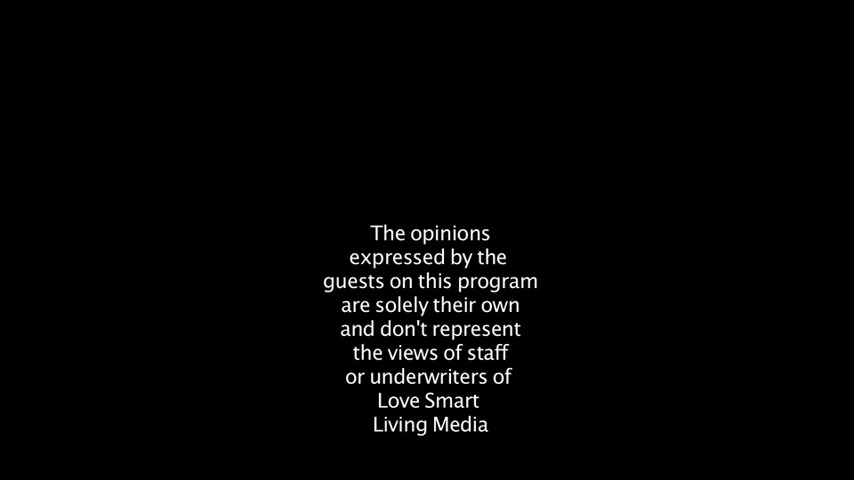 The opinions
expressed by the
guests on this program
are solely their own
and don't represent
the views of staff
or underwriters of
Love Smart
Living Media